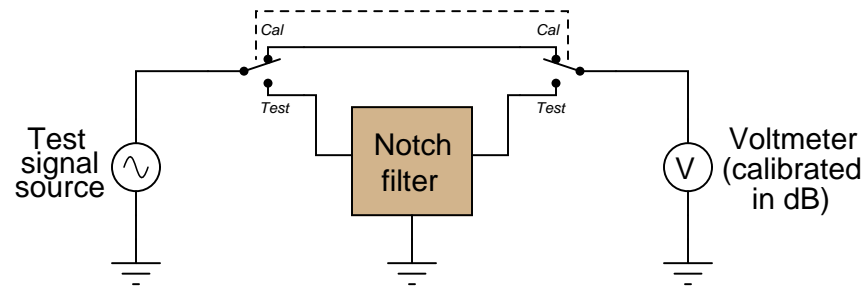 Cal
Cal
Test
Test
Test
signal
source
Notch
filter
V
Voltmeter
(calibrated
in dB)